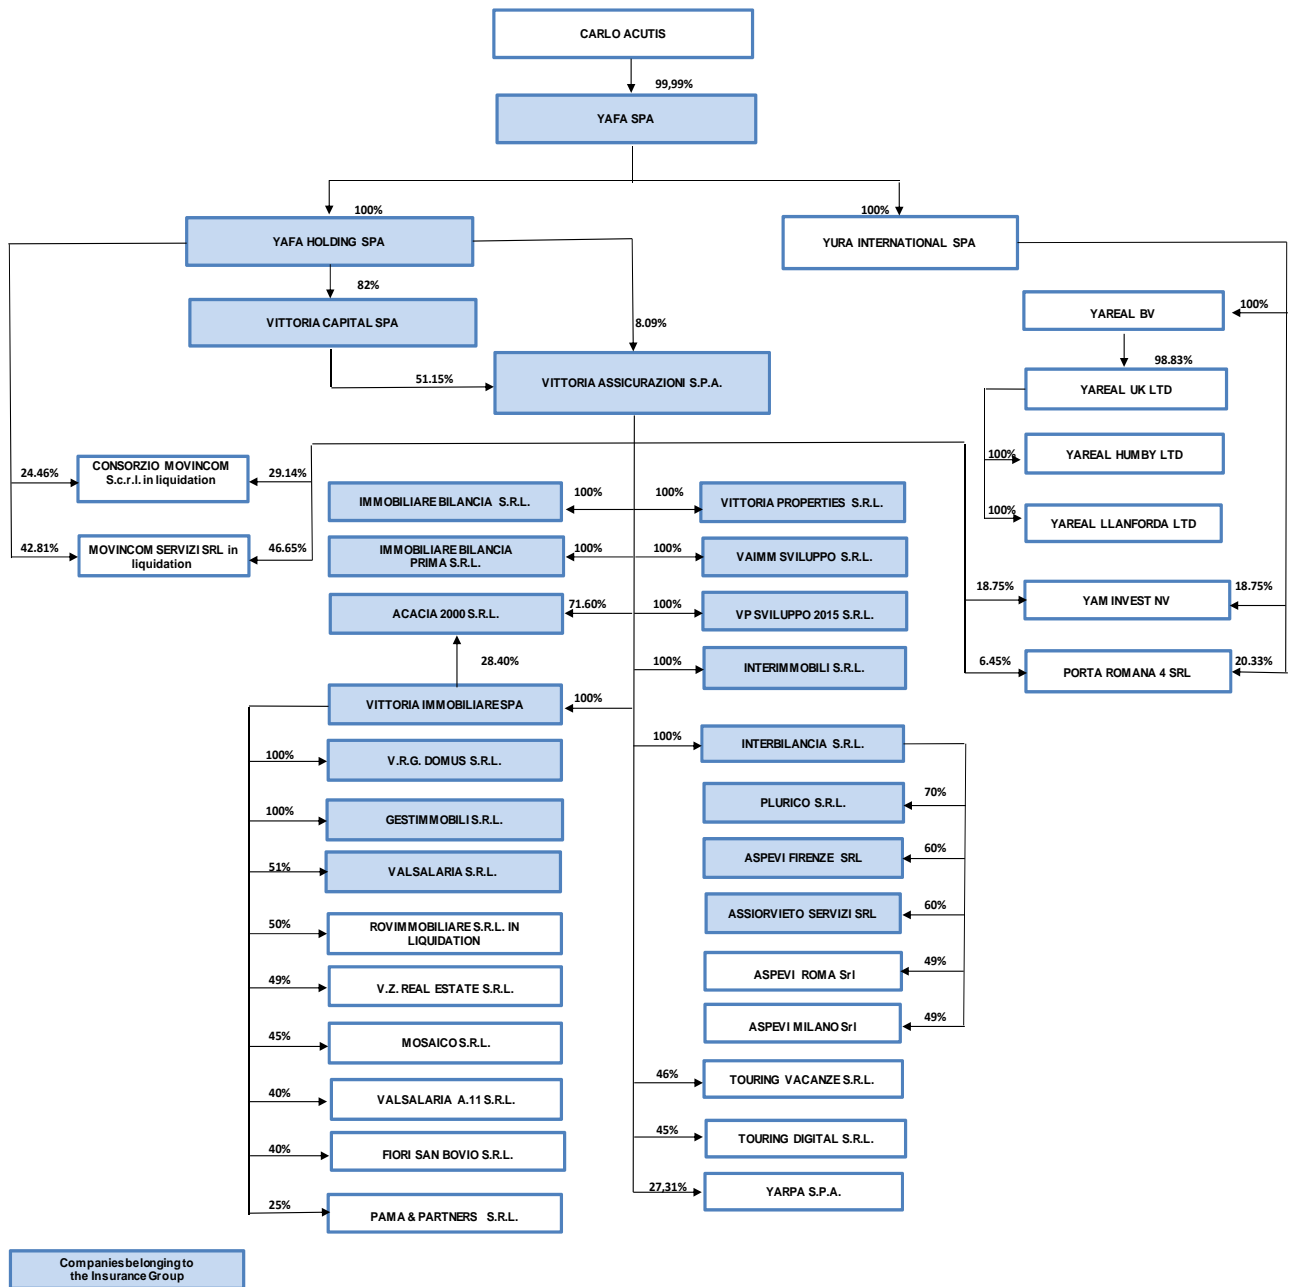 CARLO ACUTIS
99,99%
YAFA SPA
100%
100%
YAFA HOLDING SPA
YURA INTERNATIONAL SPA
82%
VITTORIA CAPITAL SPA
8.09%
YAREAL BV
100%
98.83%
51.15%
VITTORIA ASSICURAZIONI S.P.A.
YAREAL UK LTD
24.46%
CONSORZIO MOVINCOM
S.c.r.l. in liquidation
29.14%
100%
YAREAL HUMBY LTD
IMMOBILIARE BILANCIA S.R.L.
100%
100%
VITTORIA PROPERTIES S.R.L.
100%
YAREAL LLANFORDA LTD
42.81%
MOVINCOM SERVIZI SRL in
liquidation
46.65%
IMMOBILIARE BILANCIA
PRIMA S.R.L.
100%
100%
VAIMM SVILUPPO S.R.L.
18.75%
YAM INVEST NV
18.75%
ACACIA 2000 S.R.L.
71.60%
100%
VP SVILUPPO 2015 S.R.L.
28.40%
100%
INTERIMMOBILI S.R.L.
6.45%
PORTA ROMANA 4 SRL
20.33%
VITTORIA IMMOBILIARE SPA
100%
100%
INTERBILANCIA S.R.L.
100%
V.R.G. DOMUS S.R.L.
PLURICO S.R.L.
70%
100%
GESTIMMOBILI S.R.L.
ASPEVI FIRENZE SRL
60%
51%
VALSALARIA S.R.L.
ASSIORVIETO SERVIZI SRL
60%
50%
ROVIMMOBILIARE S.R.L. IN
LIQUIDATION
ASPEVI ROMA Srl
49%
49%
V.Z. REAL ESTATE S.R.L.
ASPEVI MILANO Srl
49%
45%
MOSAICO S.R.L.
46%
TOURING VACANZE S.R.L.
40%
VALSALARIA A.11 S.R.L.
45%
TOURING DIGITAL S.R.L.
40%
FIORI SAN BOVIO S.R.L.
27,31%
YARPA S.P.A.
25%
PAMA & PARTNERS S.R.L.
Companies belonging to
the Insurance Group